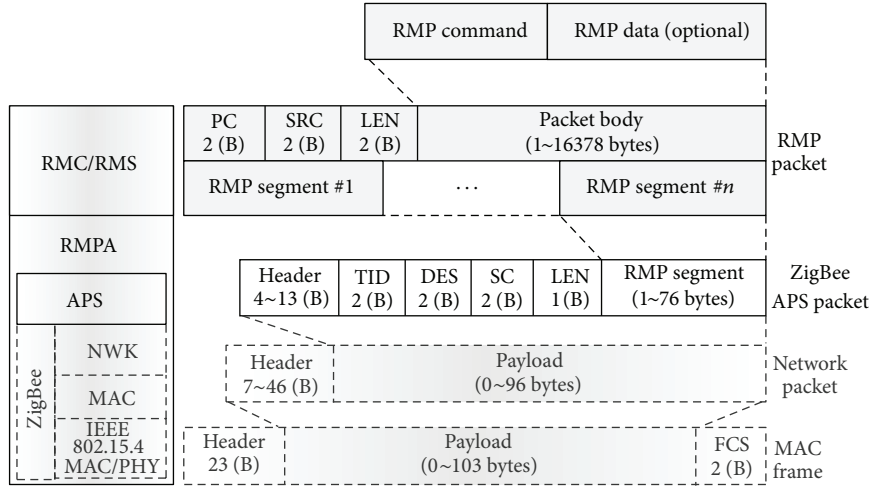 RMP command
RMP data (optional)
PC
2 (B)
SRC
2 (B)
LEN
2 (B)
Packet body
(1~16378 bytes)
RMP
packet
RMC/RMS
RMP segment #1
···
RMP segment #n
RMPA
Header
4~13 (B)
TID
2 (B)
DES
2 (B)
SC
2 (B)
LEN
1 (B)
RMP segment
(1~76 bytes)
ZigBee
APS packet
APS
ZigBee
NWK
Header
7~46 (B)
Payload
(0~96 bytes)
Network
packet
MAC
IEEE
802.15.4
MAC/PHY
Header
23 (B)
Payload
(0~103 bytes)
FCS
2 (B)
MAC
frame